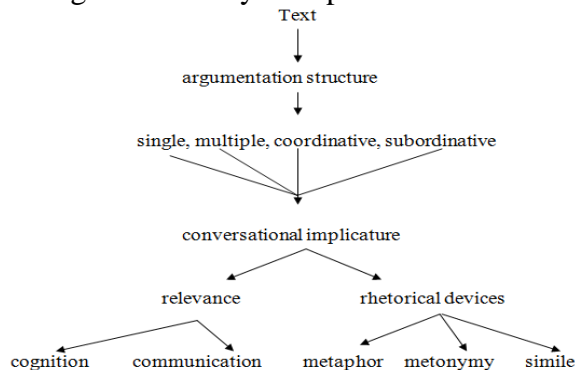 Text
argumentation structure
single, multiple, coordinative, subordinative
conversational implicature
relevance rhetorical devices
cognition communication metaphor metonymy simile